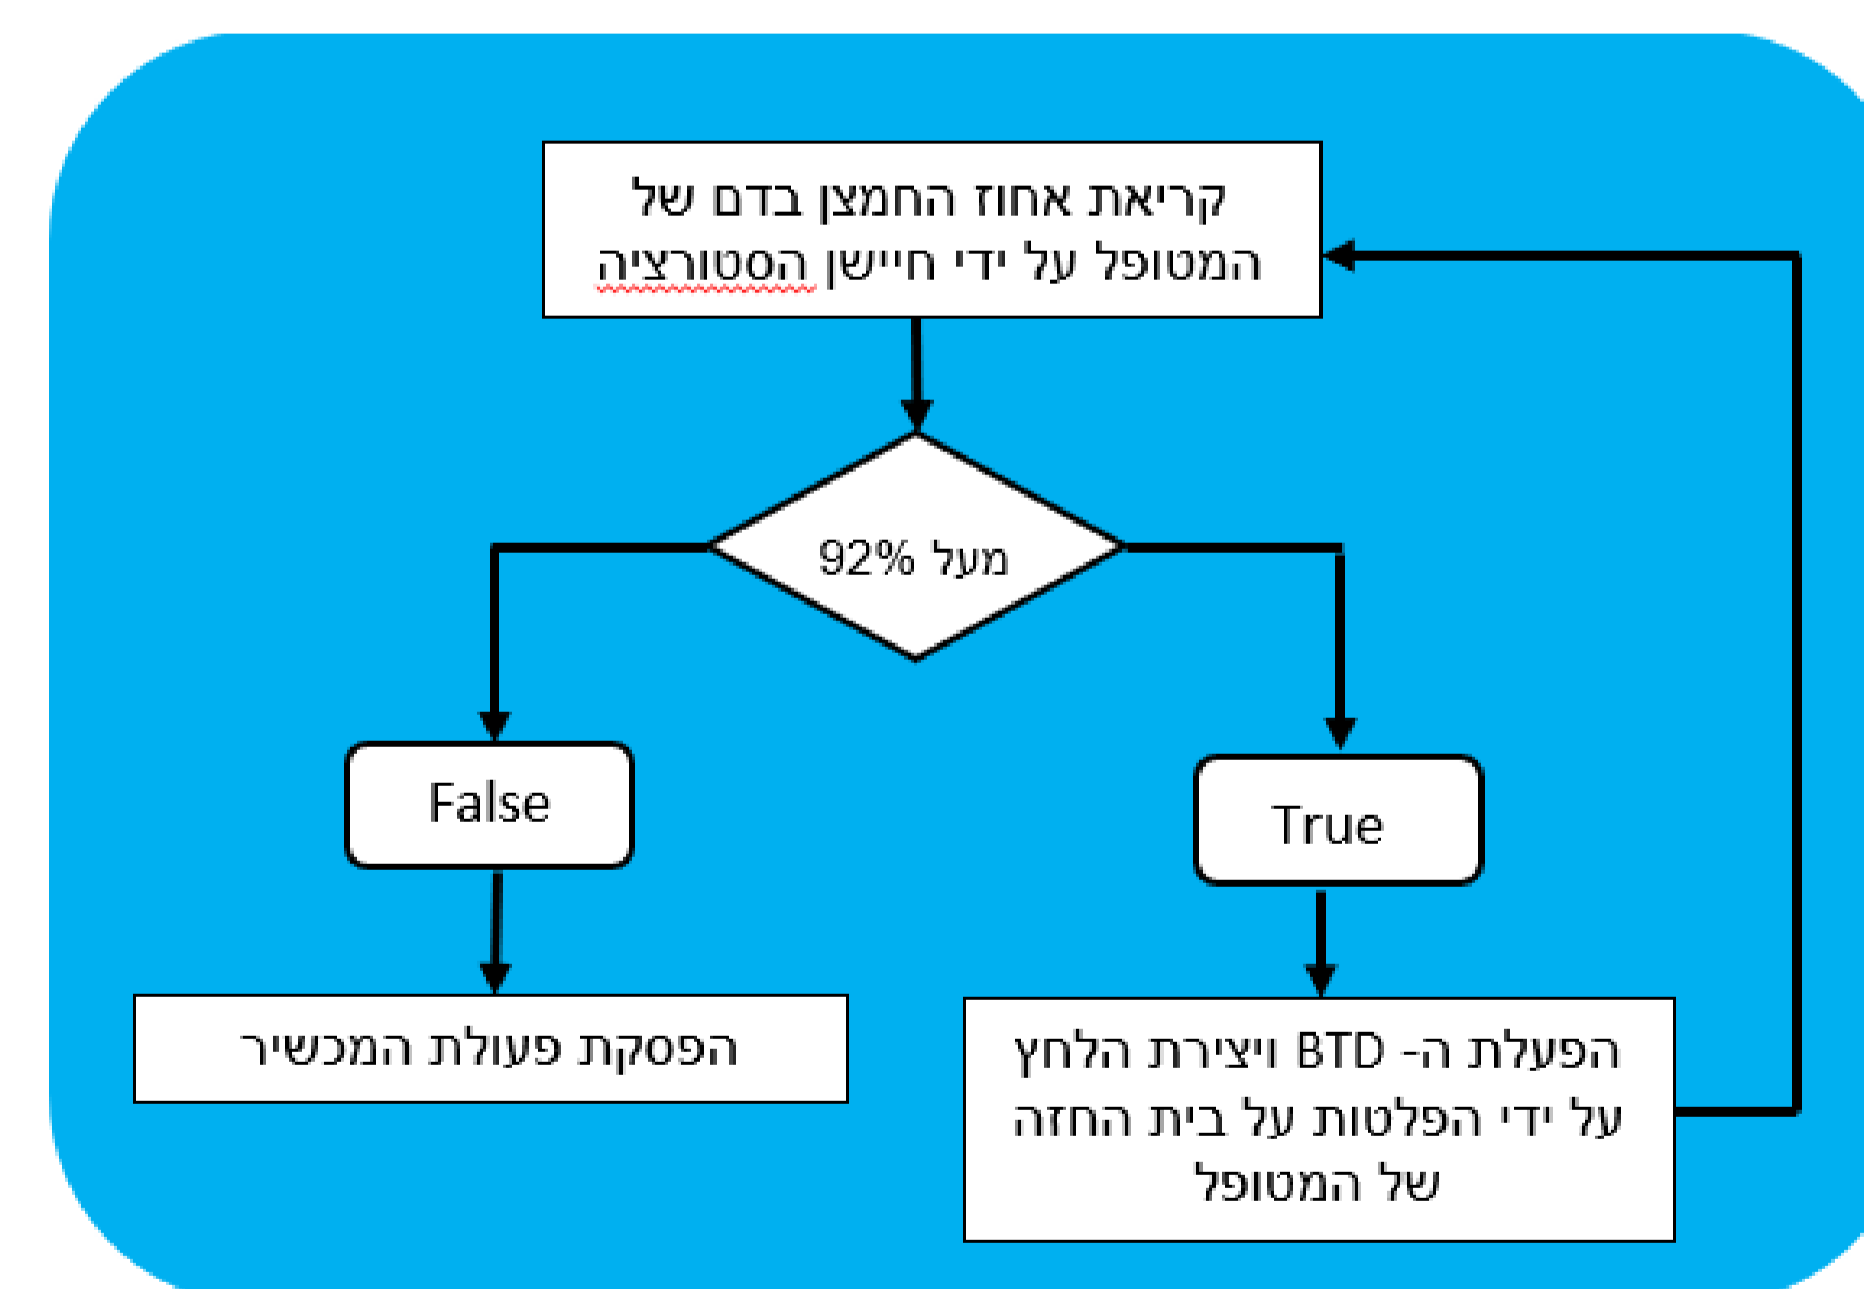 קריאת אחוז החמצן בדם של
המטופל על ידי חיישן הסטורציה
מעל 92%
False
True
הפסקת פעולת המכשיר
הפעלת ה- BTD ויצירת הלחץ
על ידי הפלטות על בית החזה
של המטופל